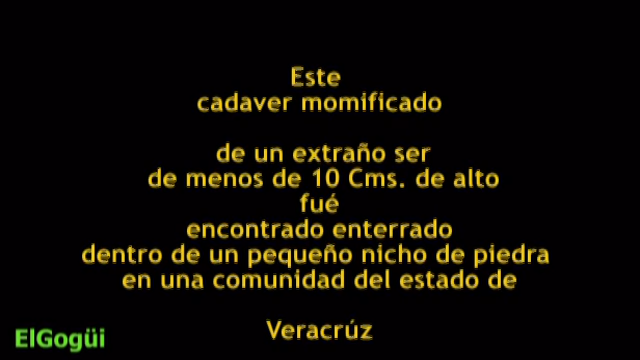 Este
cadaver momificado
de un extraño ser
de menos de 10 Cms. de alto
fué
encontrado enterrado
dentro de un pequeño nicho de piedra
en una comunidad del estado de
Veracrúz
ElGogüi